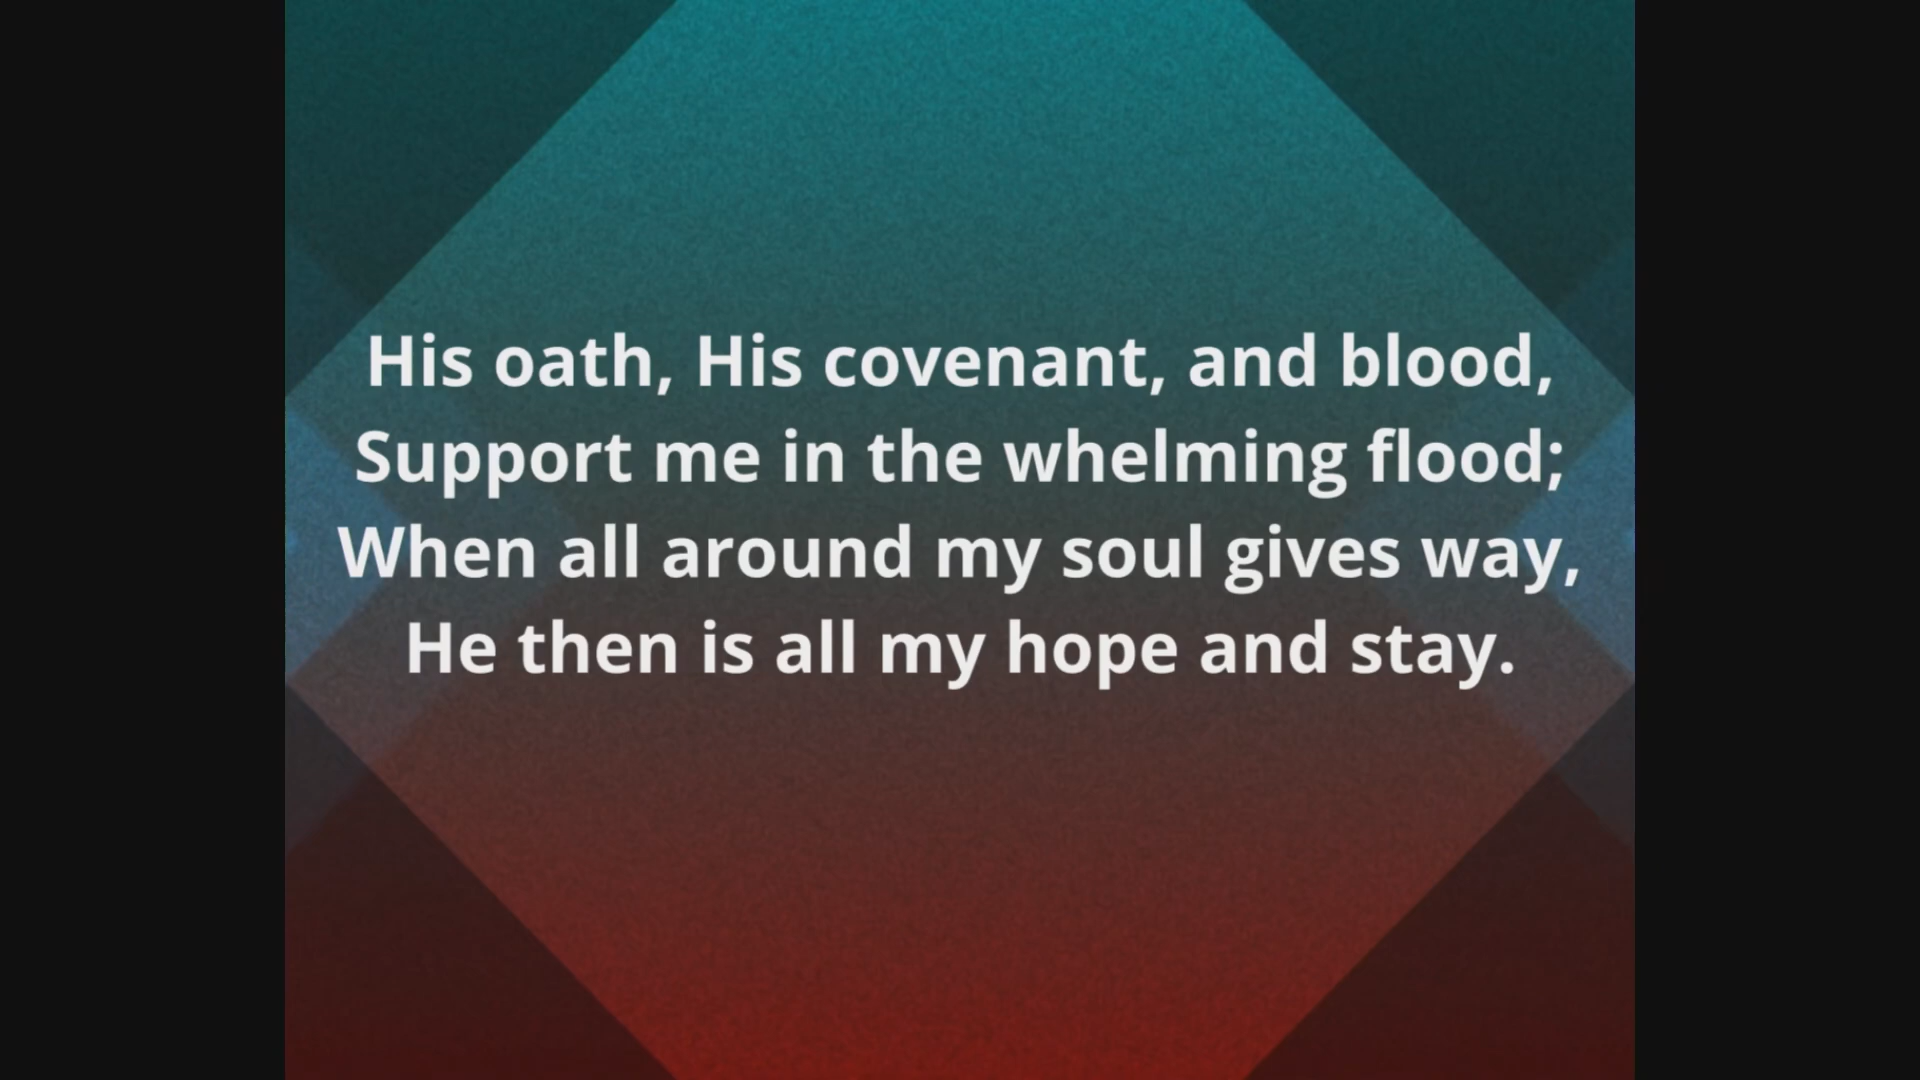 His oath, His covenant, and blood,
Support me in the whelming flood;
When all around my soul gives way,
He then is all my hope and stay.